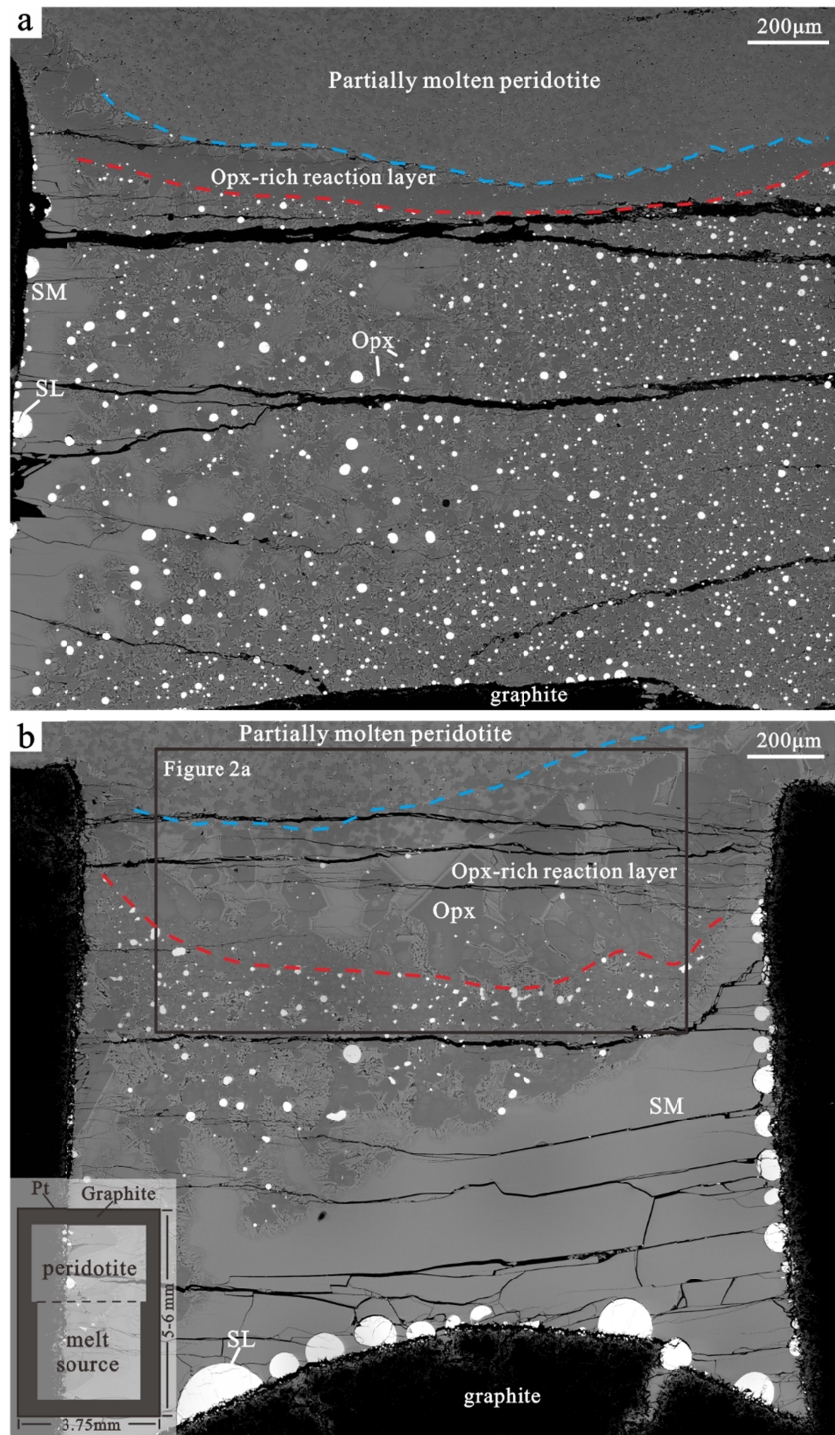 a
200μm
Partially molten peridotite
Opx-rich reaction layer
SM
Opx
SL
graphite
b
Partially molten peridotite
200μm
Figure 2a
Opx-rich reaction layer
Opx
SM
Pt
Graphite
peridotite
melt
source
5-6 mm
3.75mm
SL
graphite